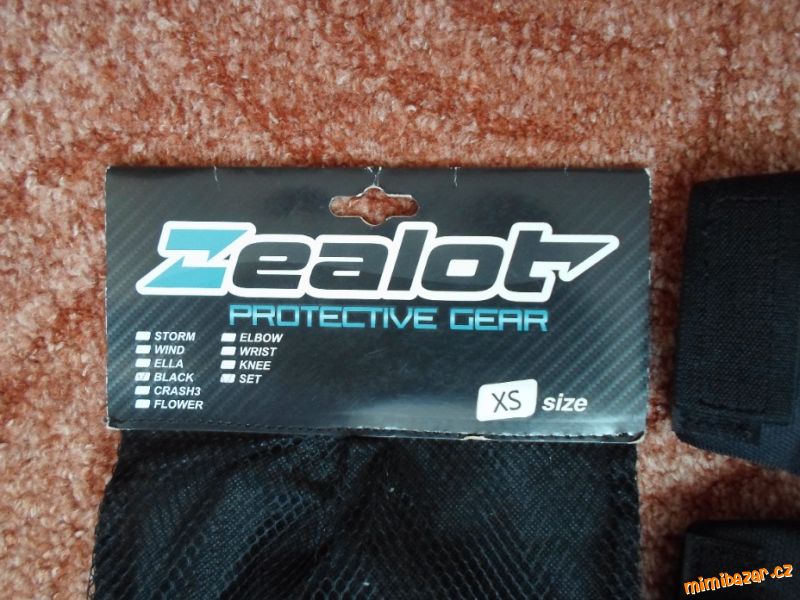 Zealot
PROTECTIVE GEAR
STORM
WIND
ELLA
BLACK
CRASH3
FLOWER
ELBOW
WRIST
KNEE
SET
XS size
mimibazar.cz